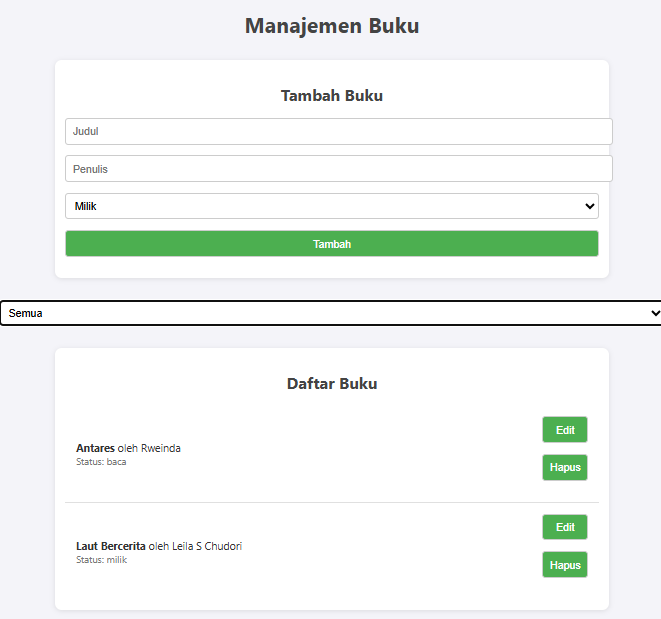 Manajemen Buku
Tambah Buku
Judul
Penulis
Milik
Tambah
Semua
Daftar Buku
Antares oleh Rweinda
Status: baca
Edit
Hapus
Laut Bercerita oleh Leila S Chudori
Status: milik
Edit
Hapus